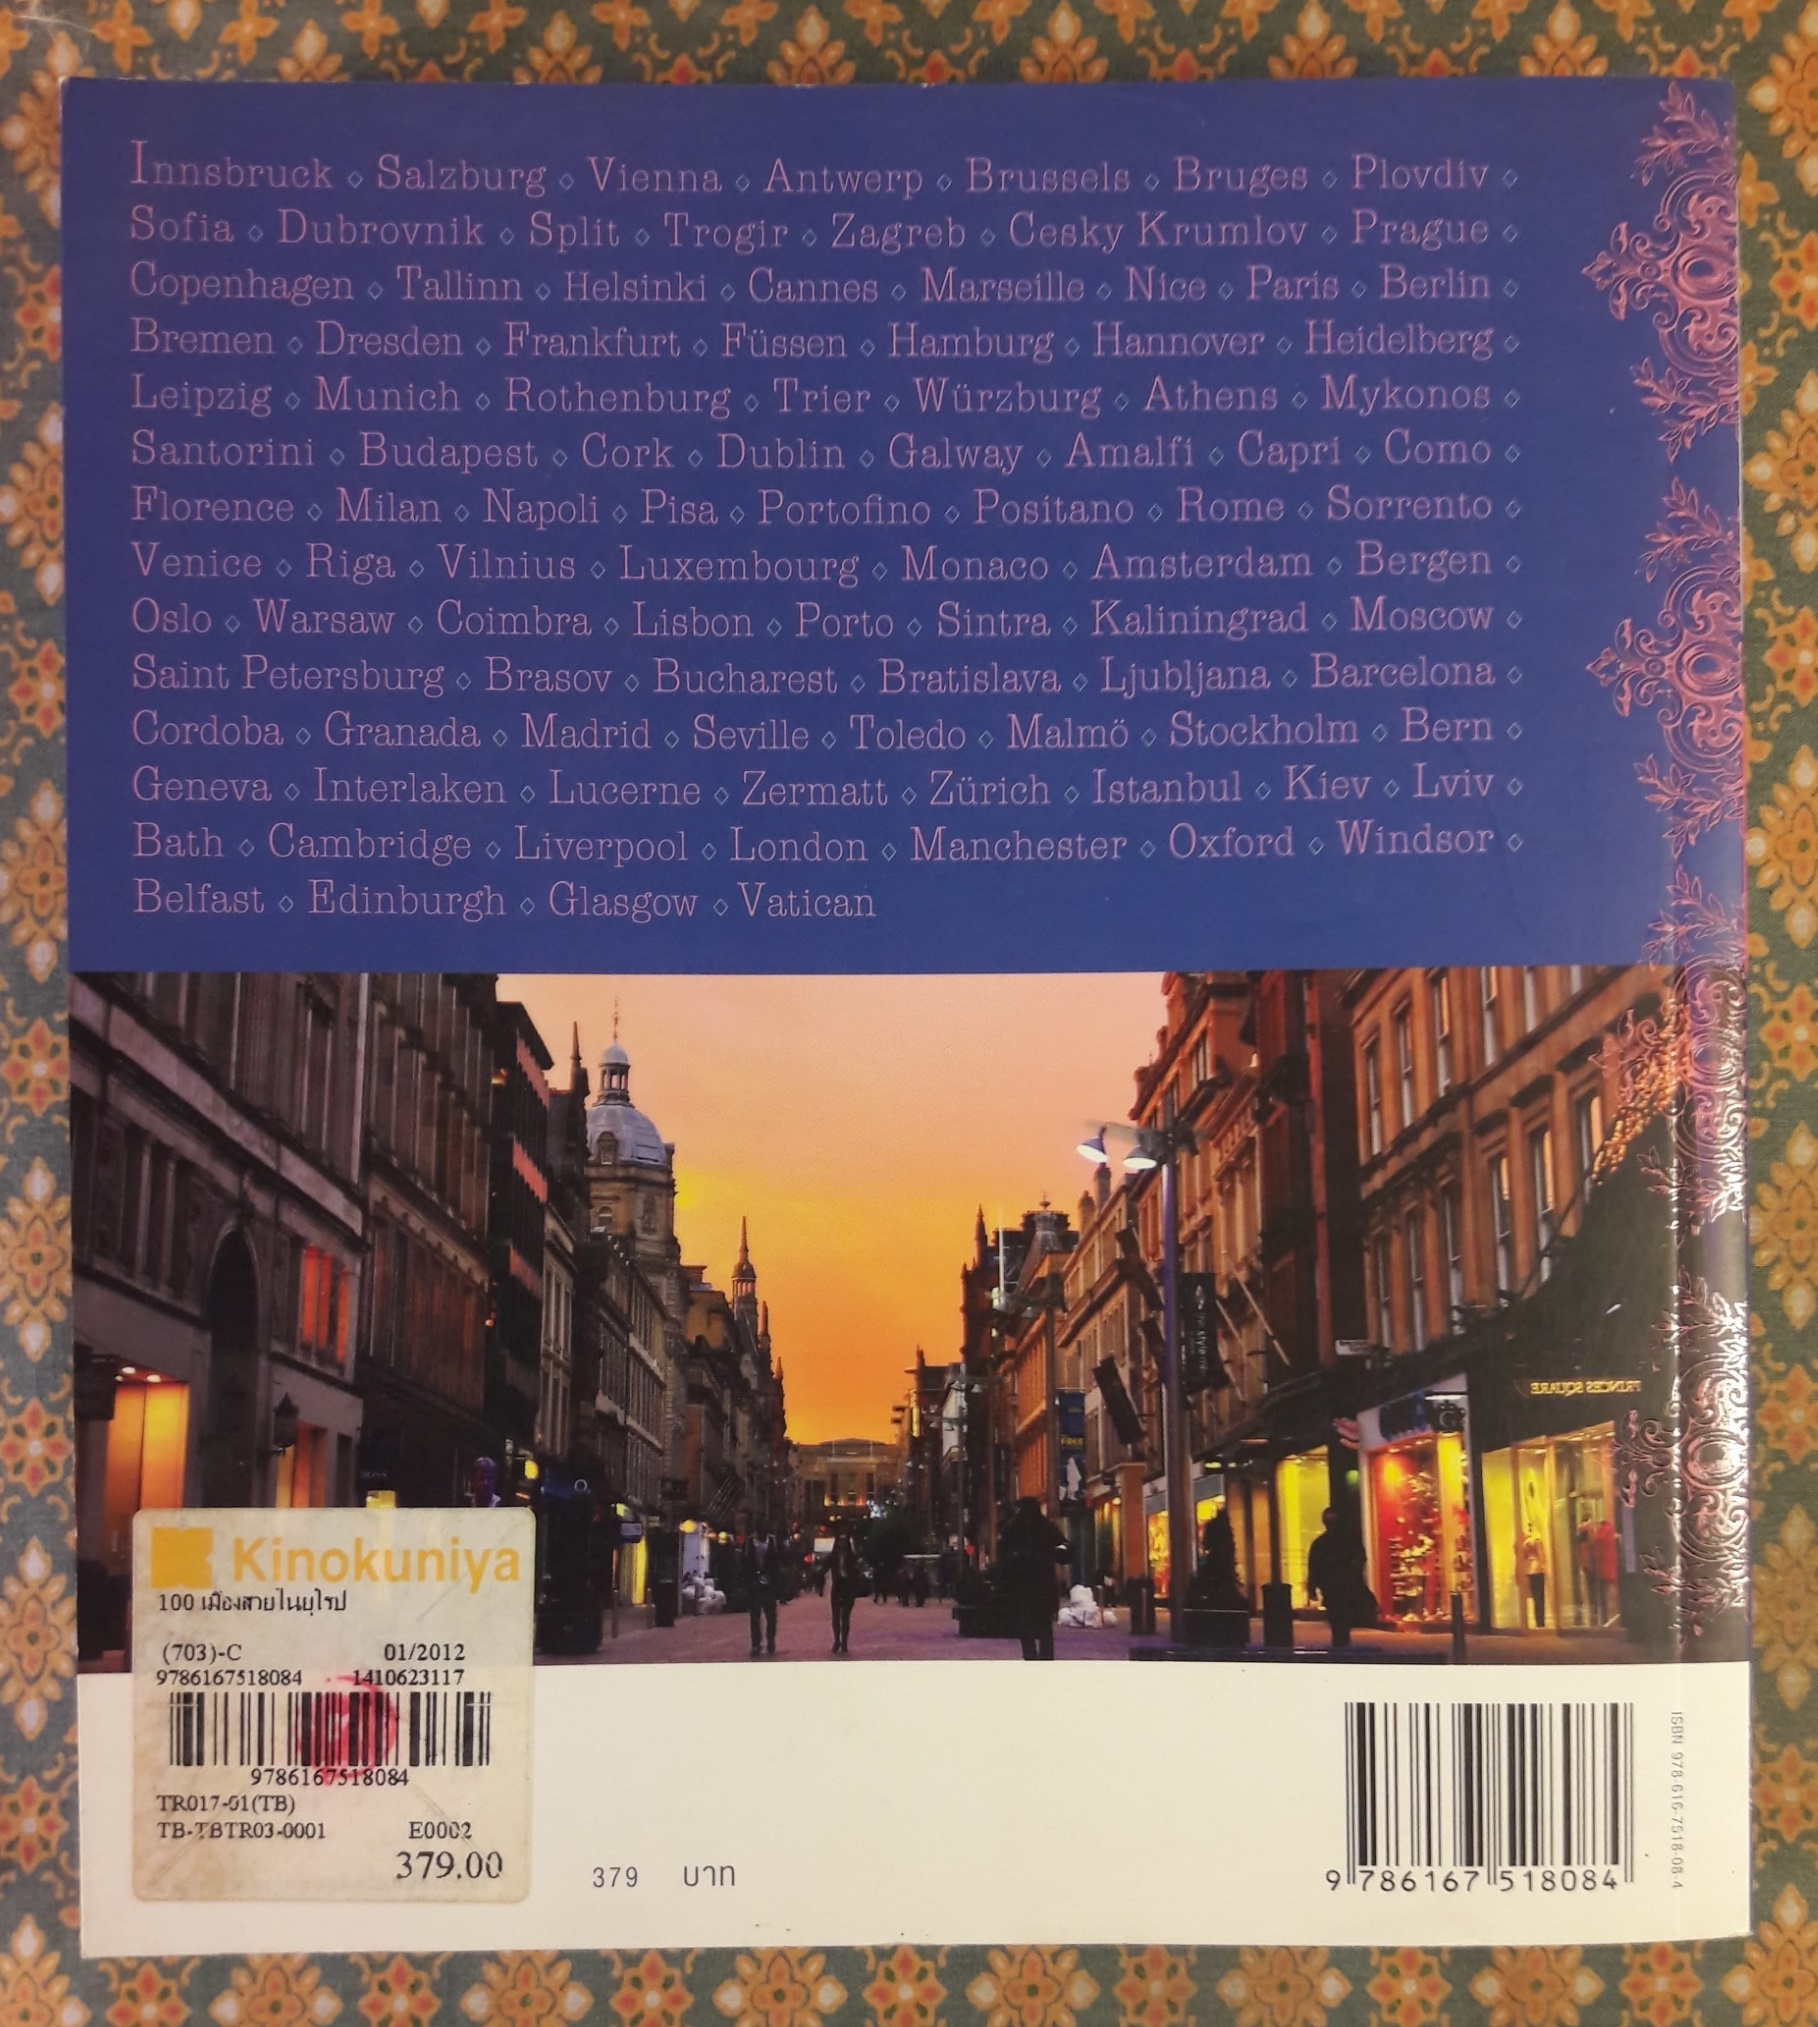 Innsbruck ⋄ Salzburg ⋄ Vienna ⋄ Antwerp ⋄ Brussels ⋄ Bruges ⋄ Plovdiv ⋄
Sofia ⋄ Dubrovnik ⋄ Split ⋄ Trogir ⋄ Zagreb ⋄ Cesky Krumlov ⋄ Prague ⋄
Copenhagen ⋄ Tallinn ⋄ Helsinki ⋄ Cannes ⋄ Marseille ⋄ Nice ⋄ Paris ⋄ Berlin ⋄
Bremen ⋄ Dresden ⋄ Frankfurt ⋄ Füssen ⋄ Hamburg ⋄ Hannover ⋄ Heidelberg ⋄
Leipzig ⋄ Munich ⋄ Rothenburg ⋄ Trier ⋄ Würzburg ⋄ Athens ⋄ Mykonos ⋄
Santorini ⋄ Budapest ⋄ Cork ⋄ Dublin ⋄ Galway ⋄ Amalfi ⋄ Capri ⋄ Como ⋄
Florence ⋄ Milan ⋄ Napoli ⋄ Pisa ⋄ Portofino ⋄ Positano ⋄ Rome ⋄ Sorrento ⋄
Venice ⋄ Riga ⋄ Vilnius ⋄ Luxembourg ⋄ Monaco ⋄ Amsterdam ⋄ Bergen ⋄
Oslo ⋄ Warsaw ⋄ Coimbra ⋄ Lisbon ⋄ Porto ⋄ Sintra ⋄ Kaliningrad ⋄ Moscow ⋄
Saint Petersburg ⋄ Brasov ⋄ Bucharest ⋄ Bratislava ⋄ Ljubljana ⋄ Barcelona ⋄
Cordoba ⋄ Granada ⋄ Madrid ⋄ Seville ⋄ Toledo ⋄ Malmö ⋄ Stockholm ⋄ Bern ⋄
Geneva ⋄ Interlaken ⋄ Lucerne ⋄ Zermatt ⋄ Zürich ⋄ Istanbul ⋄ Kiev ⋄ Lviv ⋄
Bath ⋄ Cambridge ⋄ Liverpool ⋄ London ⋄ Manchester ⋄ Oxford ⋄ Windsor ⋄
Belfast ⋄ Edinburgh ⋄ Glasgow ⋄ Vatican
PRINCES SQUARE
Kinokuniya
100 เมืองสวยในยุโรป
(703)-C 01/2012
9786167518084 1410623117
9786167518084
TR017-01(TB)
TB-TBTR03-0001 E0002
379.00
379 บาท
9 786167 518084
ISBN 978-616-7518-08-4